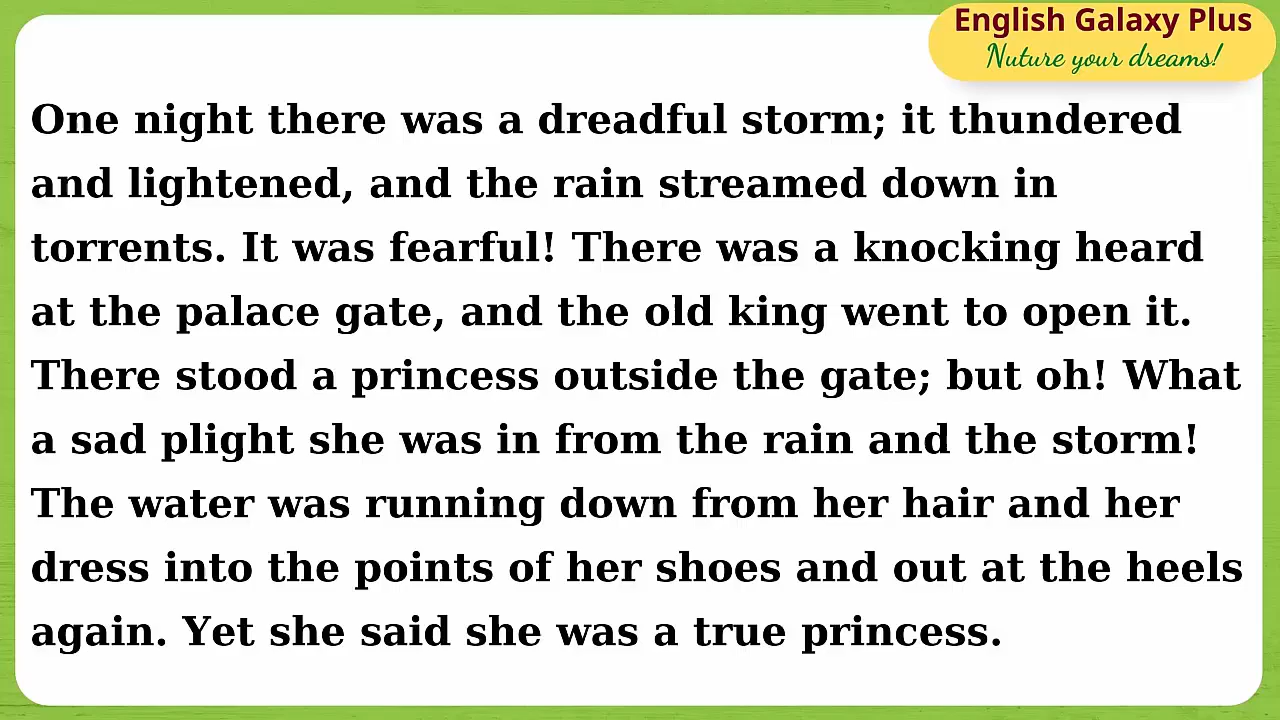 English Galaxy Plus
Nuture your dreams!
One night there was a dreadful storm; it thundered
and lightened, and the rain streamed down in
torrents. It was fearful! There was a knocking heard
at the palace gate, and the old king went to open it.
There stood a princess outside the gate; but oh! What
a sad plight she was in from the rain and the storm!
The water was running down from her hair and her
dress into the points of her shoes and out at the heels
again. Yet she said she was a true princess.